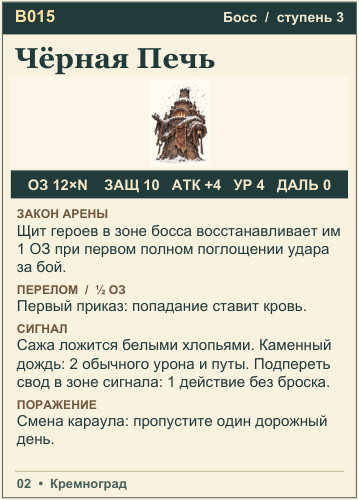 B015
Босс / ступень 3
Чёрная Печь
ОЗ 12×N ЗАЩ 10 АТК +4 УР 4 ДАЛЬ 0
ЗАКОН АРЕНЫ
Щит героев в зоне босса восстанавливает им
1 ОЗ при первом полном поглощении удара
за бой.
ПЕРЕЛОМ / ½ ОЗ
Первый приказ: попадание ставит кровь.
СИГНАЛ
Сажа ложится белыми хлопьями. Каменный
дождь: 2 обычного урона и путы. Подпереть
свод в зоне сигнала: 1 действие без броска.
ПОРАЖЕНИЕ
Смена караула: пропустите один дорожный
день.
02 • Кремноград